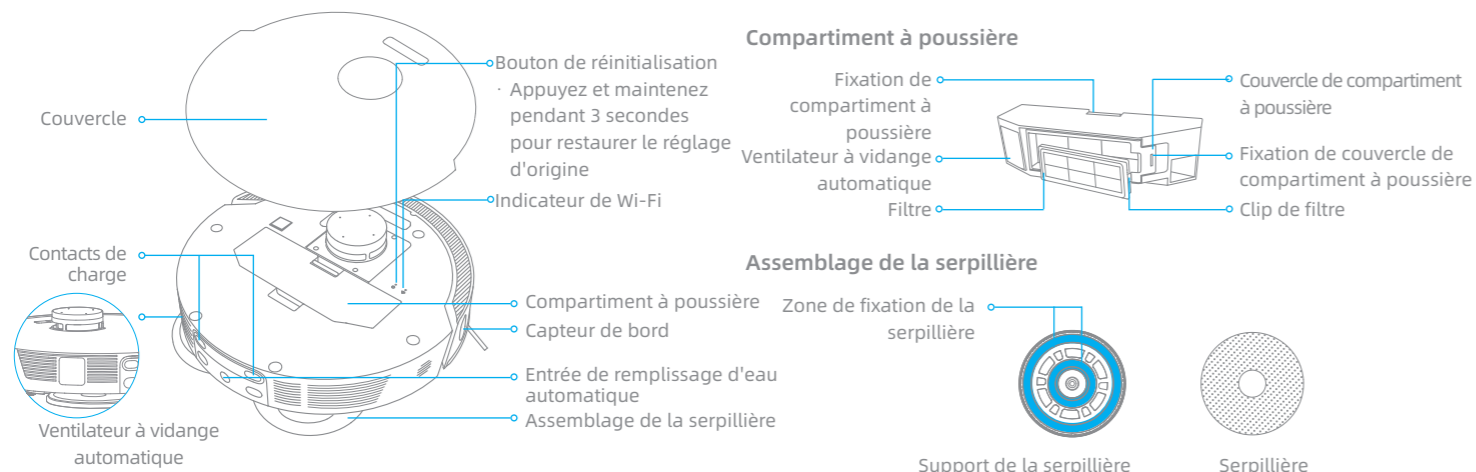 Couvercle
Bouton de réinitialisation
· Appuyez et maintenez
pendant 3 secondes
pour restaurer le réglage
d'origine
Indicateur de Wi-Fi
Contacts de
charge
Compartiment à poussière
Capteur de bord
Entrée de remplissage d'eau
automatique
Assemblage de la serpillière
Ventilateur à vidange
automatique
Compartiment à poussière
Fixation de
compartiment à
poussière
Ventilateur à vidange
automatique
Filtre
Couvercle de compartiment
à poussière
Fixation de couvercle de
compartiment à poussière
Clip de filtre
Assemblage de la serpillière
Zone de fixation de la
serpillière
Support de la serpillière
Serpillière